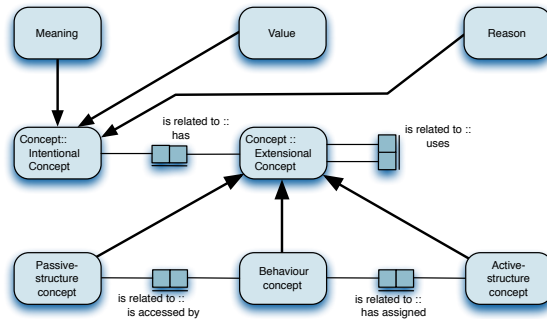 Meaning
Value
Reason
is related to ::
has
Concept::
Intentional
Concept
Concept ::
Extensional
Concept
is related to ::
uses
Passive-
structure
concept
Behaviour
concept
Active-
structure
concept
is related to ::
is accessed by
is related to ::
has assigned